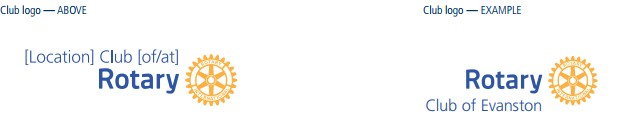 Club logo — ABOVE
[Location] Club [of/at]
Rotary
Club logo — EXAMPLE
Rotary
Club of Evanston